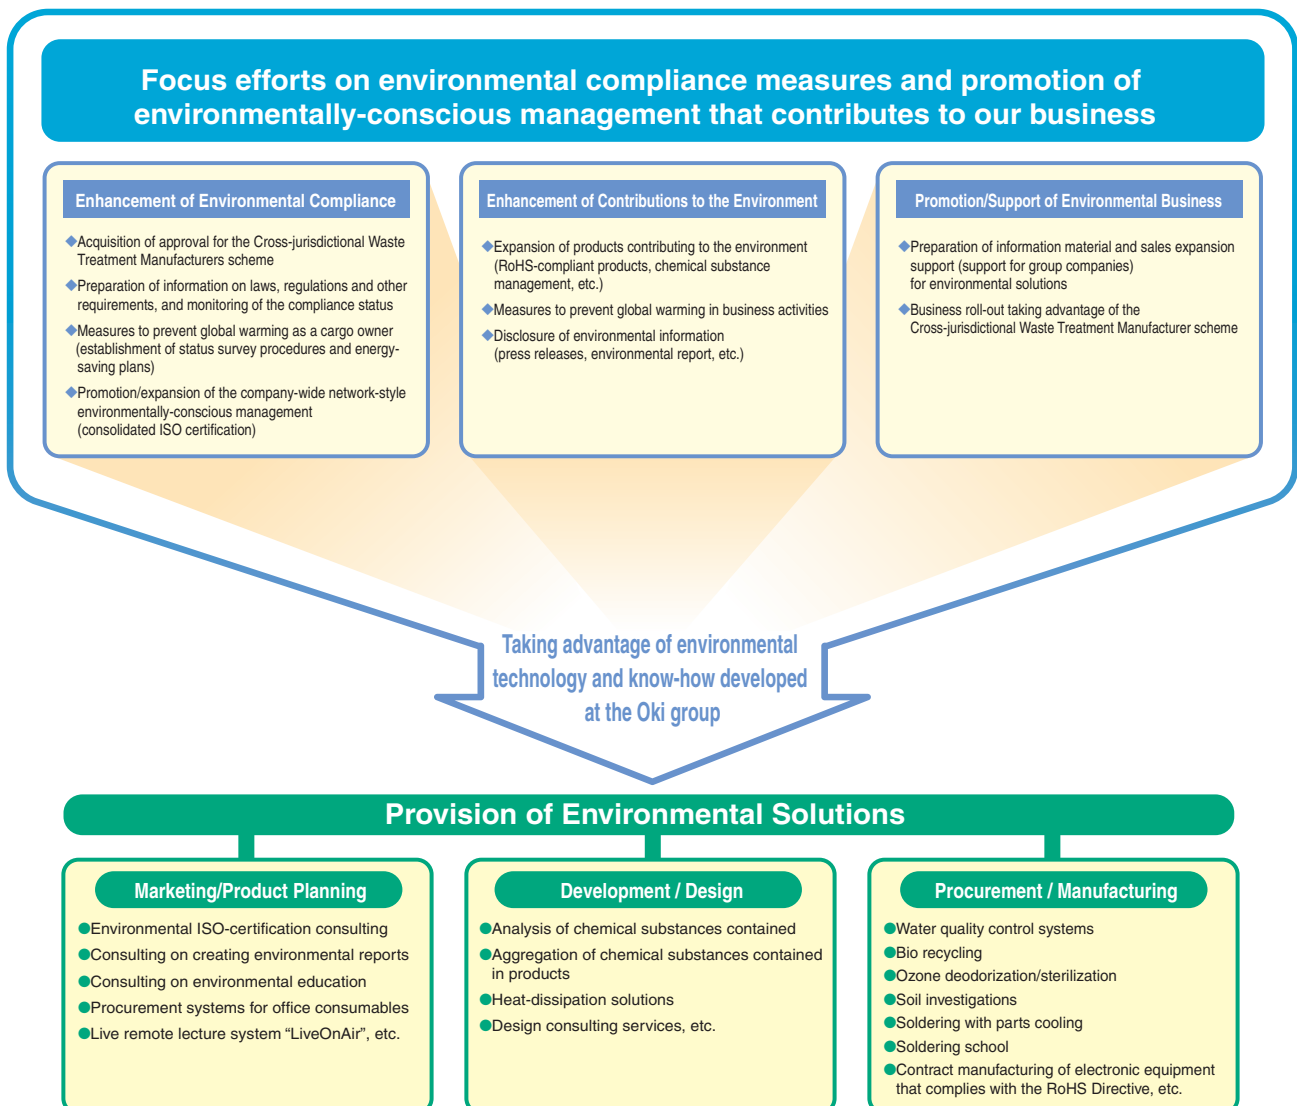 Focus efforts on environmental compliance measures and promotion of
environmentally-conscious management that contributes to our business
Enhancement of Environmental Compliance
◆Acquisition of approval for the Cross-jurisdictional Waste
Treatment Manufacturers scheme
◆Preparation of information on laws, regulations and other
requirements, and monitoring of the compliance status
◆Measures to prevent global warming as a cargo owner
(establishment of status survey procedures and energy-
saving plans)
◆Promotion/expansion of the company-wide network-style
environmentally-conscious management
(consolidated ISO certification)
Enhancement of Contributions to the Environment
◆Expansion of products contributing to the environment
(RoHS-compliant products, chemical substance
management, etc.)
◆Measures to prevent global warming in business activities
◆Disclosure of environmental information
(press releases, environmental report, etc.)
Promotion/Support of Environmental Business
◆Preparation of information material and sales expansion
support (support for group companies)
for environmental solutions
◆Business roll-out taking advantage of the
Cross-jurisdictional Waste Treatment Manufacturer scheme
Taking advantage of environmental
technology and know-how developed
at the Oki group
Provision of Environmental Solutions
Marketing/Product Planning
●Environmental ISO-certification consulting
●Consulting on creating environmental reports
●Consulting on environmental education
●Procurement systems for office consumables
●Live remote lecture system “LiveOnAir”, etc.
Development / Design
●Analysis of chemical substances contained
●Aggregation of chemical substances contained
in products
●Heat-dissipation solutions
●Design consulting services, etc.
Procurement / Manufacturing
●Water quality control systems
●Bio recycling
●Ozone deodorization/sterilization
●Soil investigations
●Soldering with parts cooling
●Soldering school
●Contract manufacturing of electronic equipment
that complies with the RoHS Directive, etc.